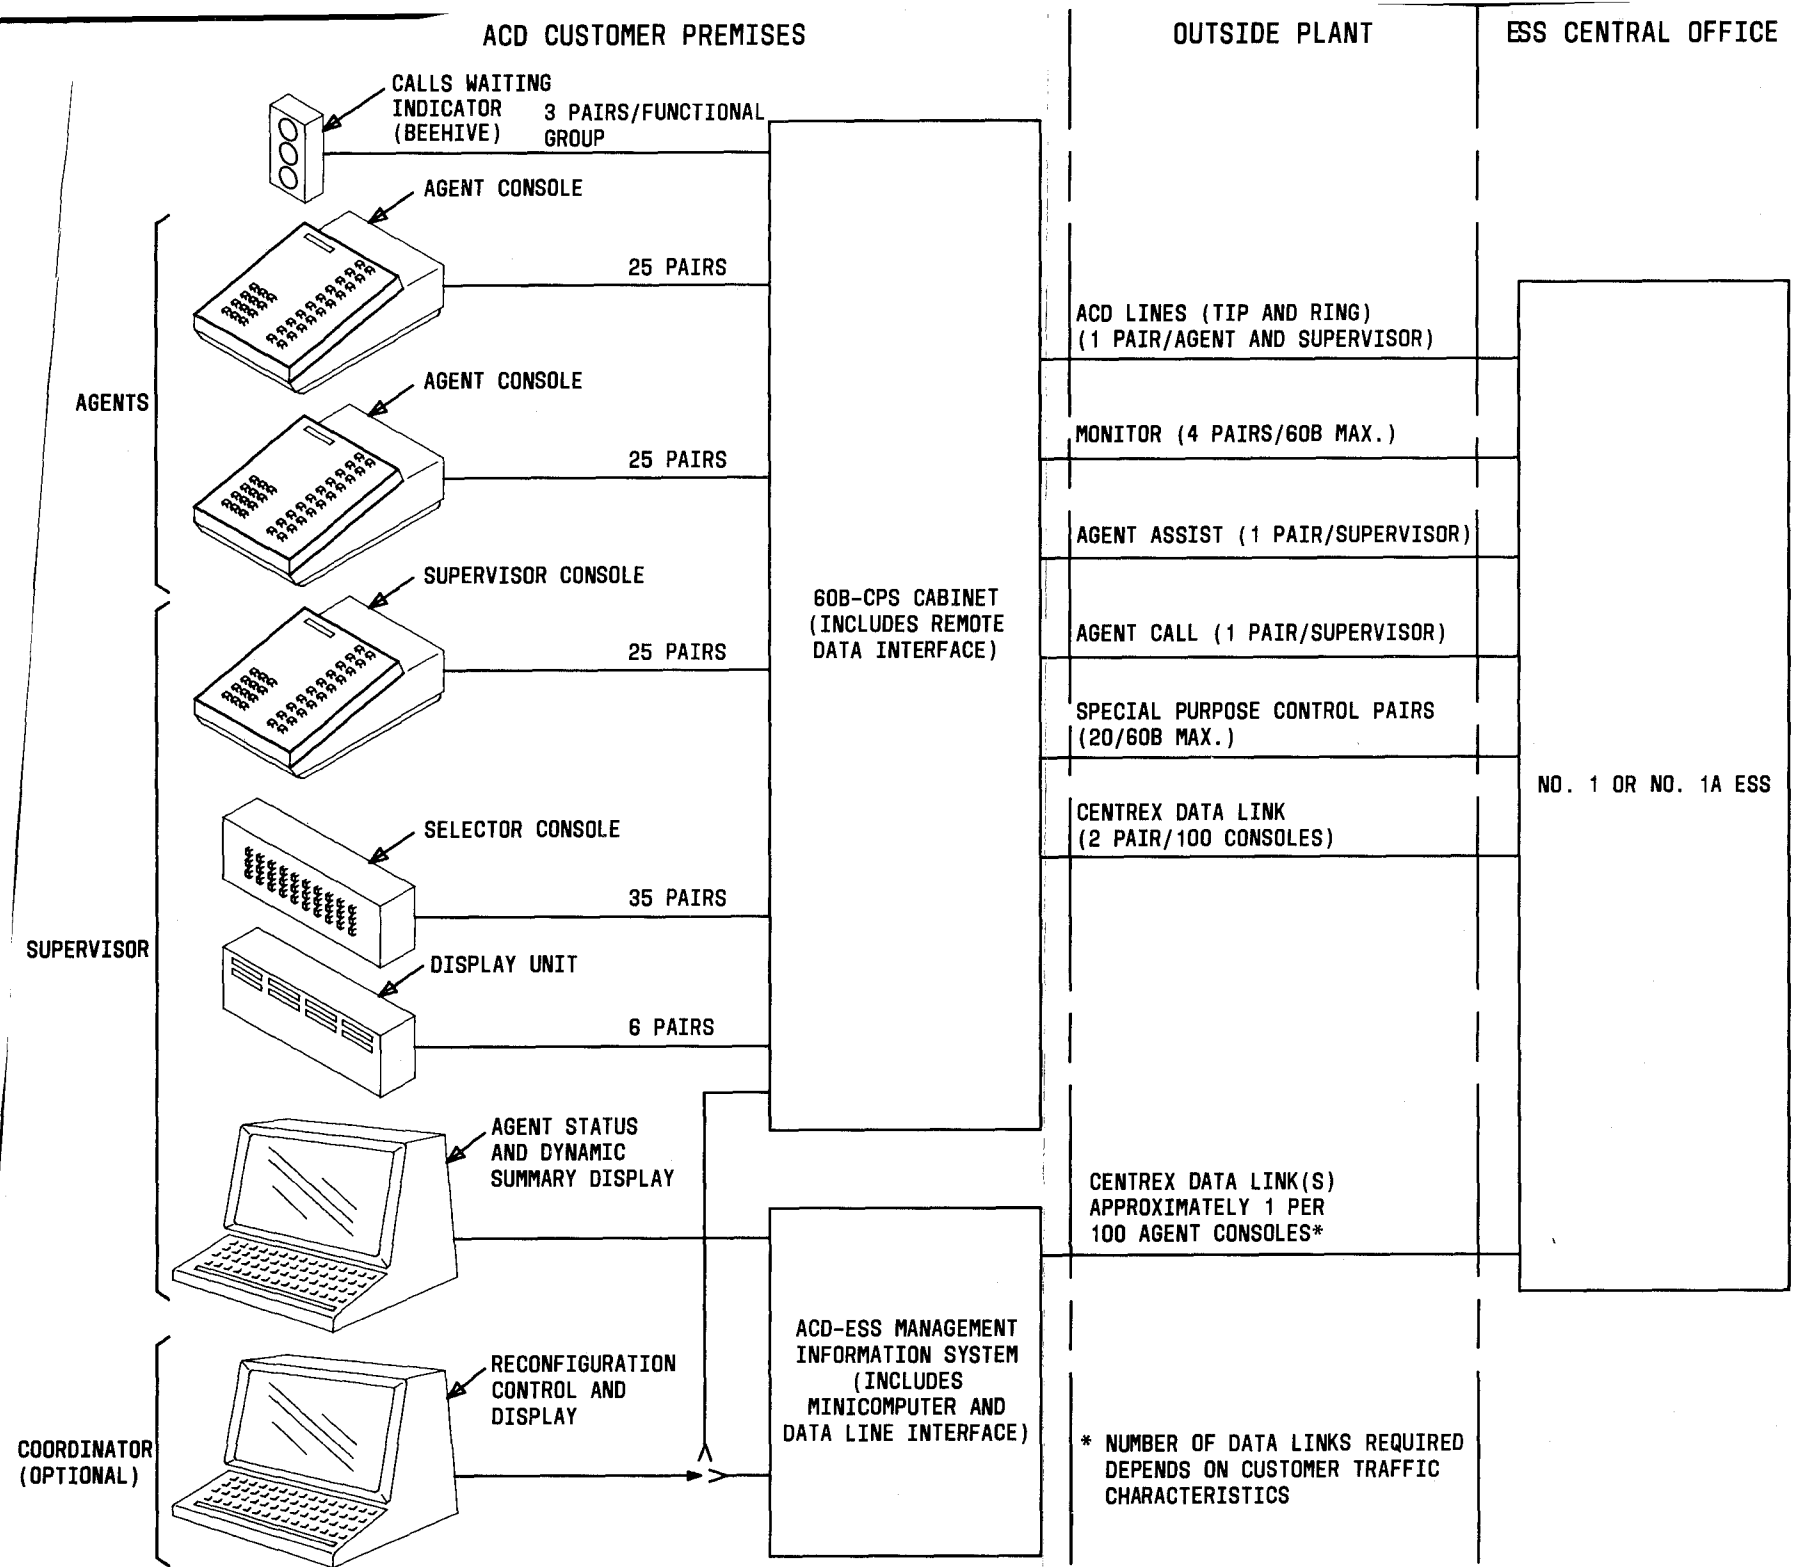 ACD CUSTOMER PREMISES
OUTSIDE PLANT
ESS CENTRAL OFFICE
CALLS WAITING
INDICATOR
(BEEHIVE)
3 PAIRS/FUNCTIONAL
GROUP
AGENT CONSOLE
25 PAIRS
AGENTS
AGENT CONSOLE
25 PAIRS
SUPERVISOR CONSOLE
25 PAIRS
SELECTOR CONSOLE
35 PAIRS
SUPERVISOR
DISPLAY UNIT
6 PAIRS
AGENT STATUS
AND DYNAMIC
SUMMARY DISPLAY
RECONFIGURATION
CONTROL AND
DISPLAY
COORDINATOR
(OPTIONAL)
60B-CPS CABINET
(INCLUDES REMOTE
DATA INTERFACE)
ACD-ESS MANAGEMENT
INFORMATION SYSTEM
(INCLUDES
MINICOMPUTER AND
DATA LINE INTERFACE)
ACD LINES (TIP AND RING)
(1 PAIR/AGENT AND SUPERVISOR)
MONITOR (4 PAIRS/60B MAX.)
AGENT ASSIST (1 PAIR/SUPERVISOR)
AGENT CALL (1 PAIR/SUPERVISOR)
SPECIAL PURPOSE CONTROL PAIRS
(20/60B MAX.)
CENTREX DATA LINK
(2 PAIR/100 CONSOLES)
CENTREX DATA LINK(S)
APPROXIMATELY 1 PER
100 AGENT CONSOLES*
NO. 1 OR NO. 1A ESS
* NUMBER OF DATA LINKS REQUIRED
DEPENDS ON CUSTOMER TRAFFIC
CHARACTERISTICS